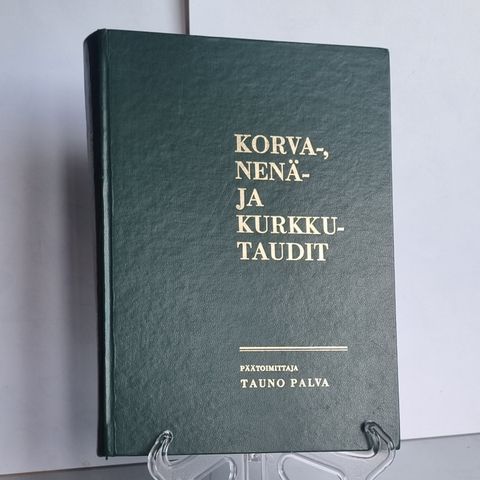 KORVA-,
NENÄ-
JA
KURKKU-
TAUDIT
PÄÄTOIMITTAJA
TAUNO PALVA